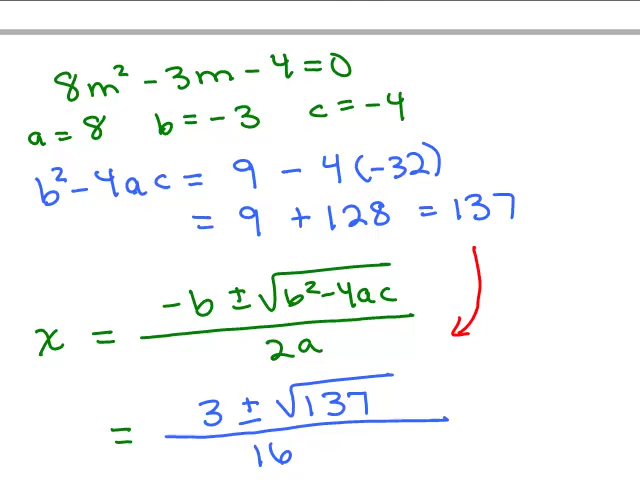 8m² - 3m - 4 = 0
a = 8 b = -3 c = -4
b² - 4ac = 9 - 4(-32)
= 9 + 128 = 137
x = (-b ± √(b² - 4ac)) / 2a
= (3 ± √137) / 16